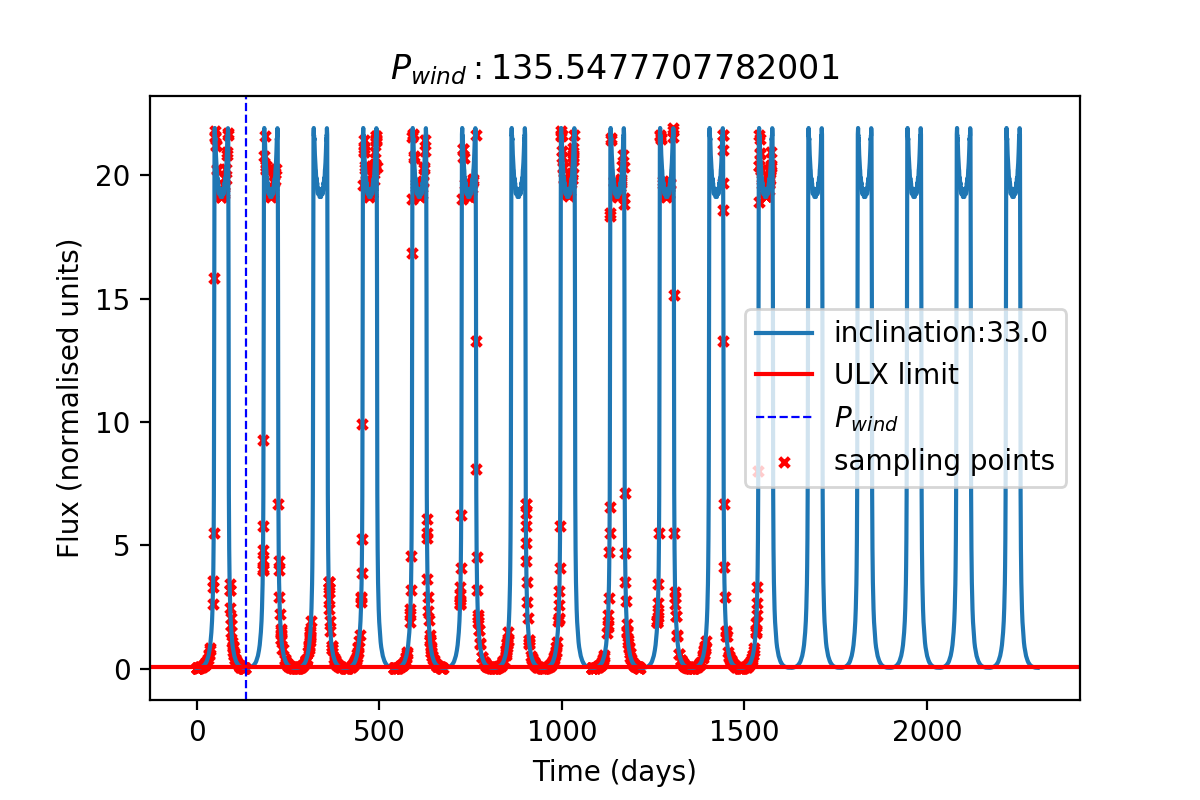 P_wind : 135.5477707782001
Flux (normalised units)
20
15
10
5
0
inclination:33.0
ULX limit
P_wind
sampling points
0 500 1000 1500 2000
Time (days)